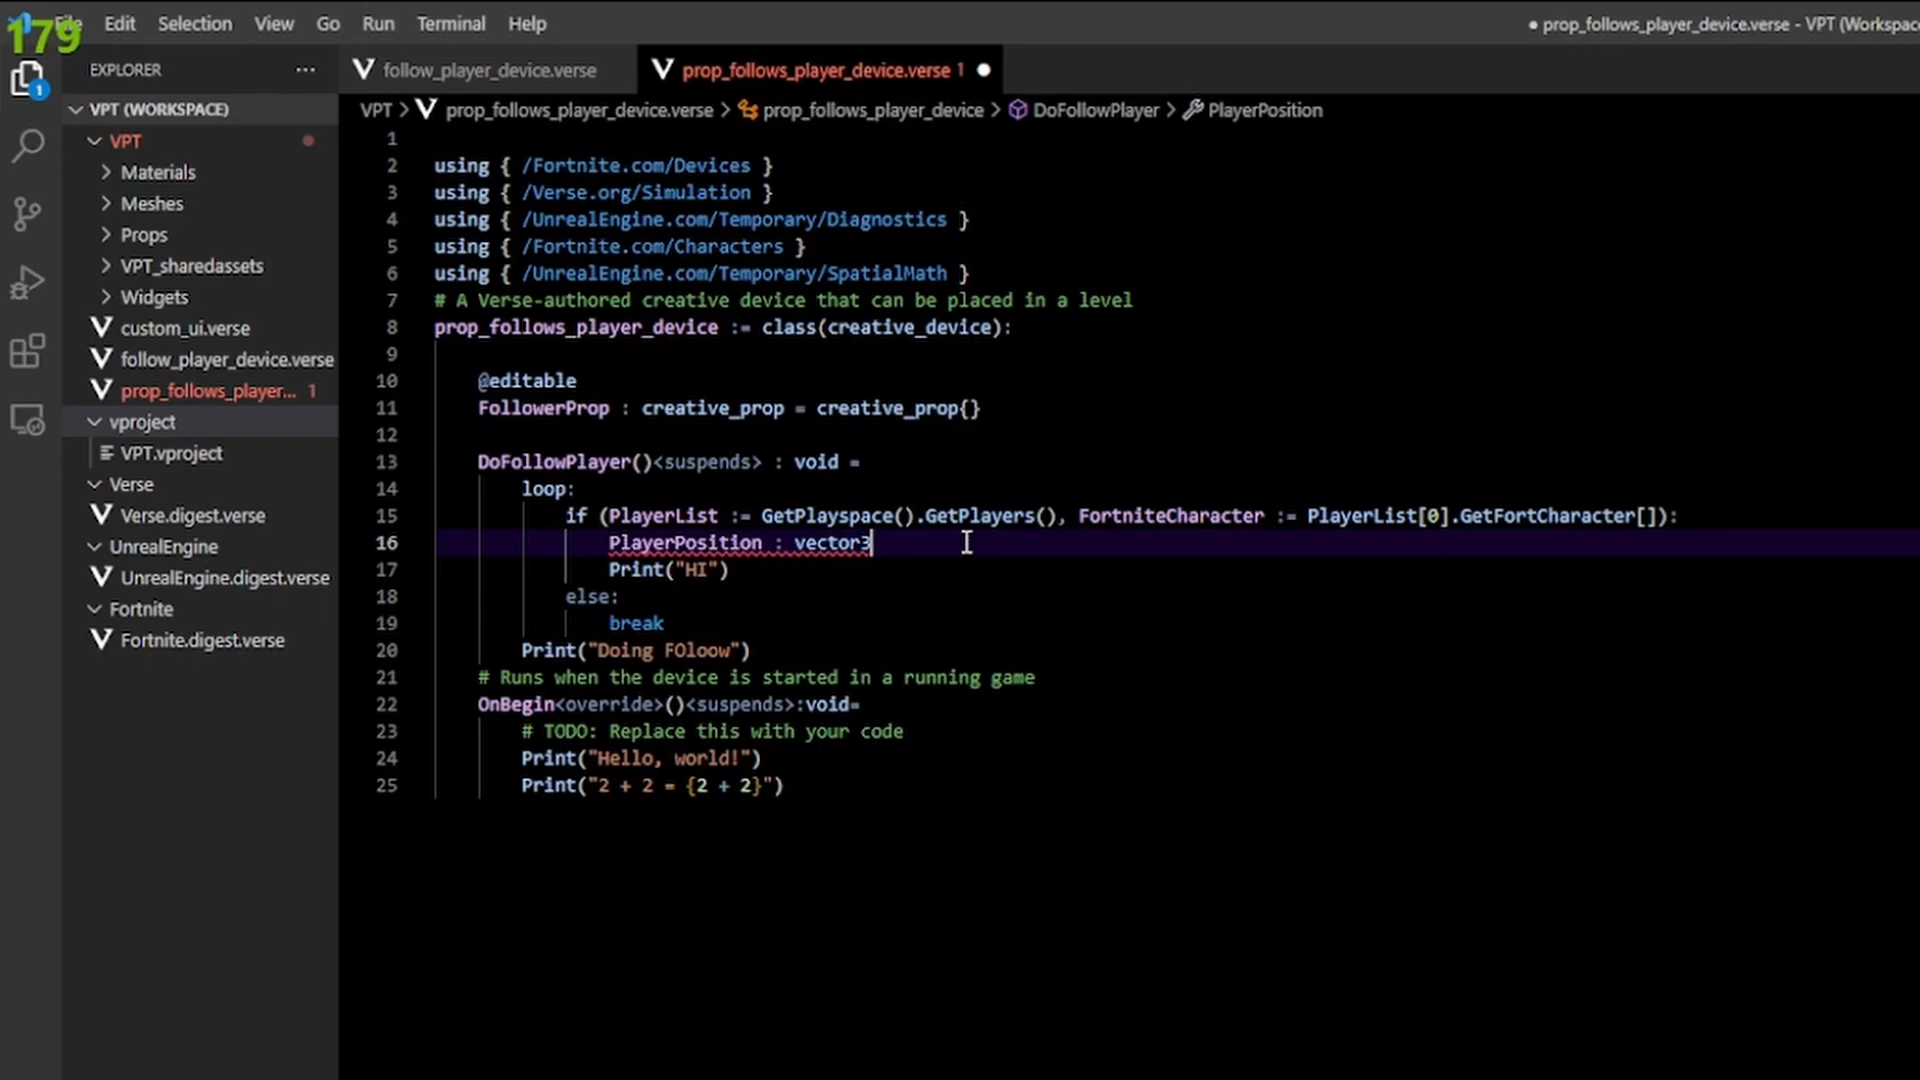 179
File Edit Selection View Go Run Terminal Help
● prop_follows_player_device.verse - VPT (Workspace
EXPLORER ...
follow_player_device.verse
prop_follows_player_device.verse 1 ●
1
VPT (WORKSPACE)
VPT
Materials
Meshes
Props
VPT_sharedassets
Widgets
custom_ui.verse
follow_player_device.verse
prop_follows_player... 1
vproject
VPT.vproject
Verse
Verse.digest.verse
UnrealEngine
UnrealEngine.digest.verse
Fortnite
Fortnite.digest.verse
VPT > prop_follows_player_device.verse > prop_follows_player_device > DoFollowPlayer > PlayerPosition
1
2 using { /Fortnite.com/Devices }
3 using { /Verse.org/Simulation }
4 using { /UnrealEngine.com/Temporary/Diagnostics }
5 using { /Fortnite.com/Characters }
6 using { /UnrealEngine.com/Temporary/SpatialMath }
7 # A Verse-authored creative device that can be placed in a level
8 prop_follows_player_device := class(creative_device):
9
10 @editable
11 FollowerProp : creative_prop = creative_prop{}
12
13 DoFollowPlayer()<suspends> : void =
14 loop:
15 if (PlayerList := GetPlayspace().GetPlayers(), FortniteCharacter := PlayerList[0].GetFortCharacter[]):
16 PlayerPosition : vector3
17 Print("HI")
18 else:
19 break
20 Print("Doing FOloow")
21 # Runs when the device is started in a running game
22 OnBegin<override>()<suspends>:void=
23 # TODO: Replace this with your code
24 Print("Hello, world!")
25 Print("2 + 2 = {2 + 2}")